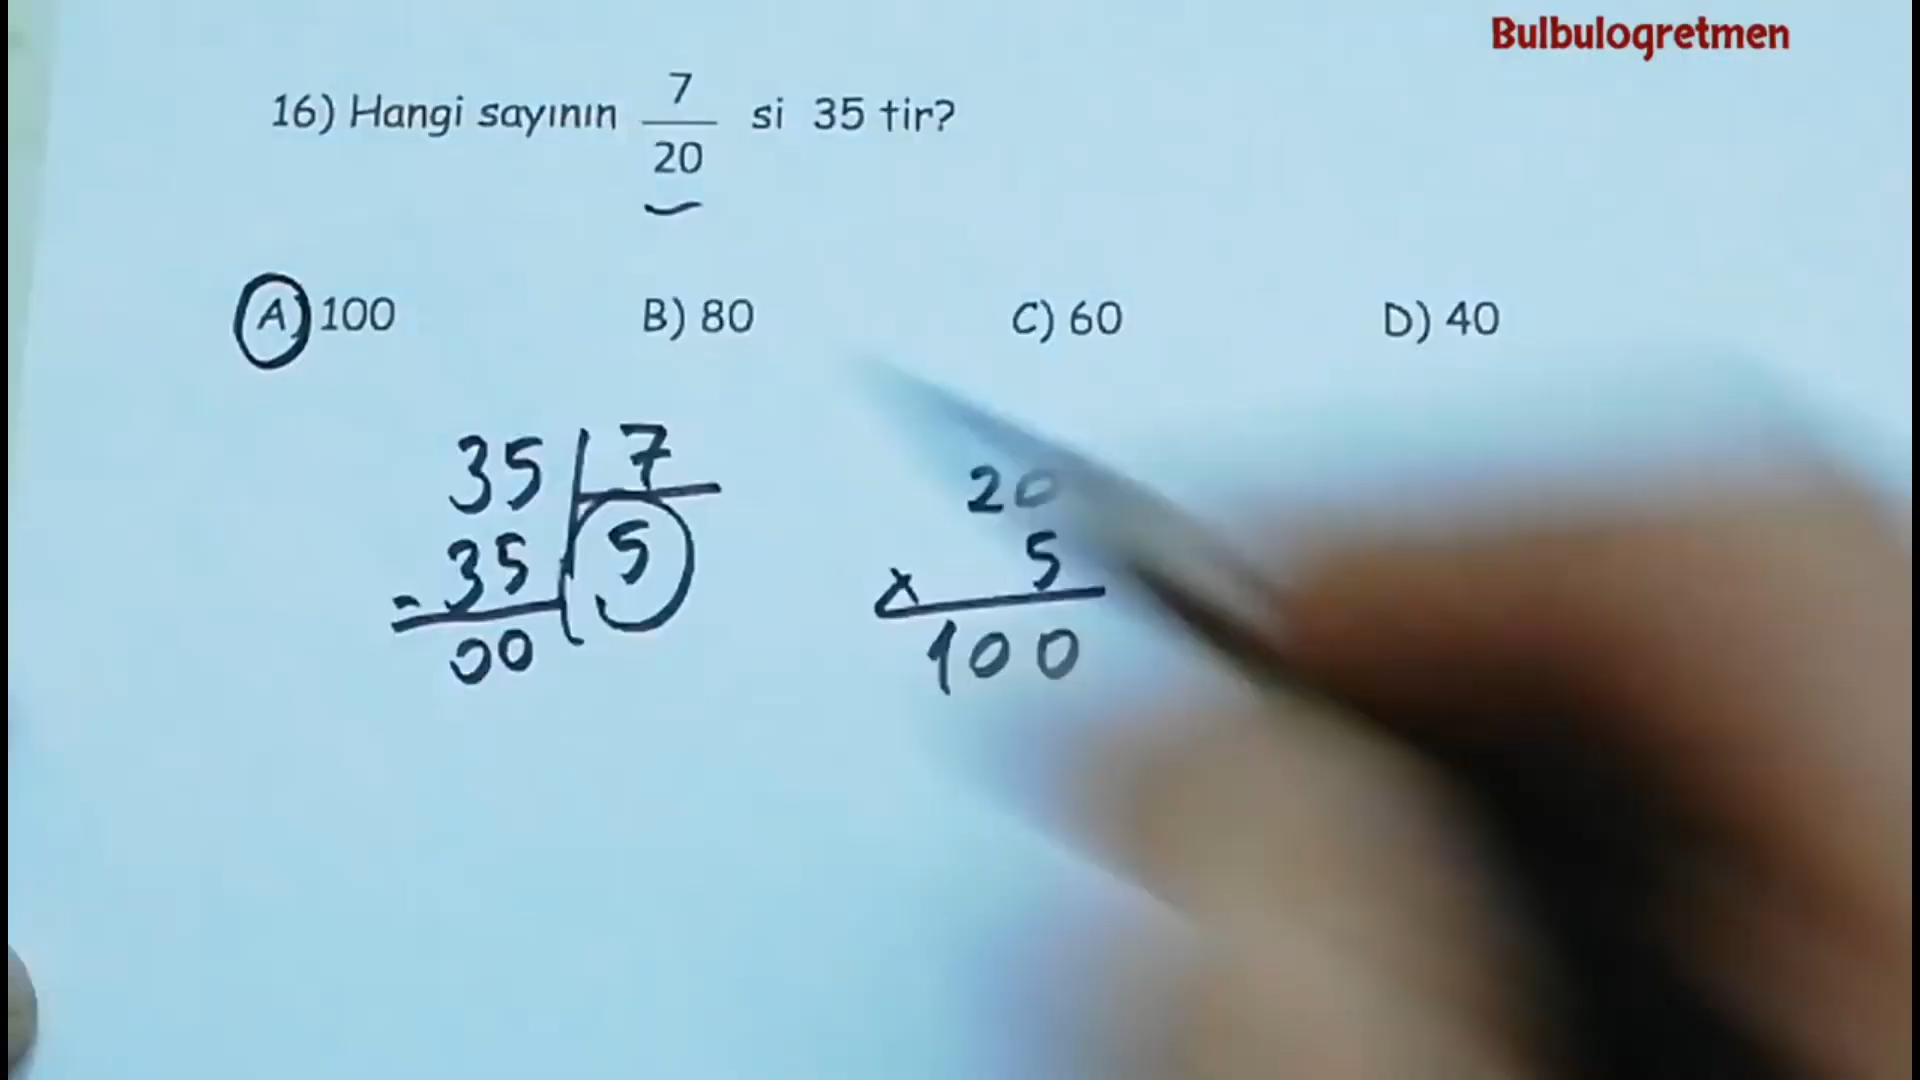 Bulbulogretmen
16) Hangi sayının 7/20 si 35 tir?
A) 100 B) 80 C) 60 D) 40
35 7
- 35 5
00
20
x 5
100